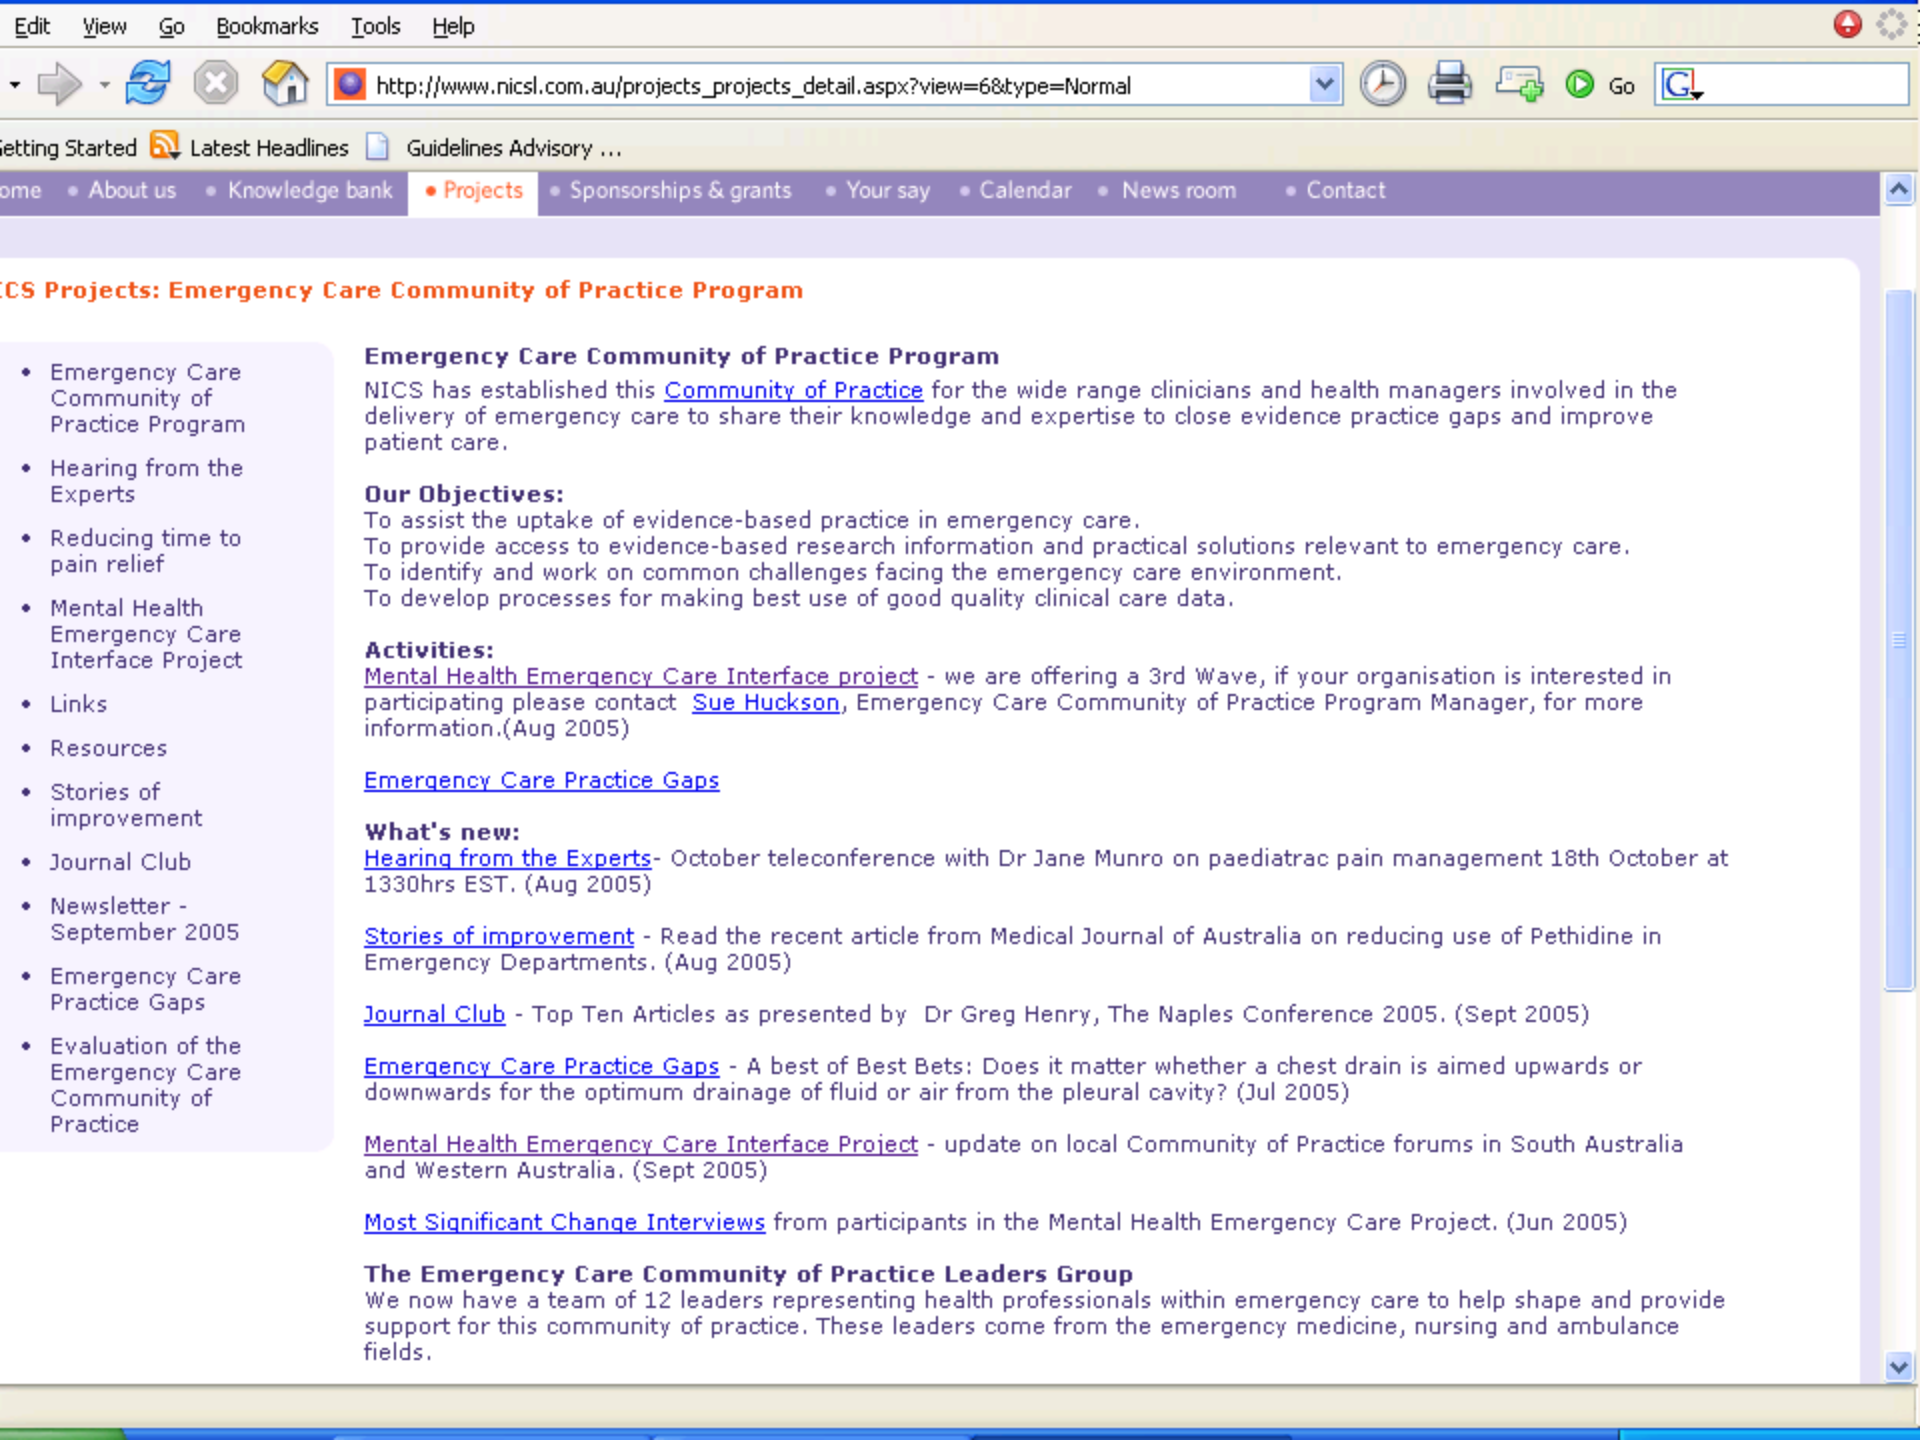 Edit View Go Bookmarks Tools Help
http://www.nicsl.com.au/projects_projects_detail.aspx?view=6&type=Normal Go G
Getting Started Latest Headlines Guidelines Advisory ...
ome • About us • Knowledge bank • Projects • Sponsorships & grants • Your say • Calendar • News room • Contact
ICS Projects: Emergency Care Community of Practice Program
• Emergency Care
Community of
Practice Program
• Hearing from the
Experts
• Reducing time to
pain relief
• Mental Health
Emergency Care
Interface Project
• Links
• Resources
• Stories of
improvement
• Journal Club
• Newsletter -
September 2005
• Emergency Care
Practice Gaps
• Evaluation of the
Emergency Care
Community of
Practice
Emergency Care Community of Practice Program
NICS has established this Community of Practice for the wide range clinicians and health managers involved in the
delivery of emergency care to share their knowledge and expertise to close evidence practice gaps and improve
patient care.
Our Objectives:
To assist the uptake of evidence-based practice in emergency care.
To provide access to evidence-based research information and practical solutions relevant to emergency care.
To identify and work on common challenges facing the emergency care environment.
To develop processes for making best use of good quality clinical care data.
Activities:
Mental Health Emergency Care Interface project - we are offering a 3rd Wave, if your organisation is interested in
participating please contact Sue Huckson, Emergency Care Community of Practice Program Manager, for more
information.(Aug 2005)
Emergency Care Practice Gaps
What's new:
Hearing from the Experts- October teleconference with Dr Jane Munro on paediatrac pain management 18th October at
1330hrs EST. (Aug 2005)
Stories of improvement - Read the recent article from Medical Journal of Australia on reducing use of Pethidine in
Emergency Departments. (Aug 2005)
Journal Club - Top Ten Articles as presented by Dr Greg Henry, The Naples Conference 2005. (Sept 2005)
Emergency Care Practice Gaps - A best of Best Bets: Does it matter whether a chest drain is aimed upwards or
downwards for the optimum drainage of fluid or air from the pleural cavity? (Jul 2005)
Mental Health Emergency Care Interface Project - update on local Community of Practice forums in South Australia
and Western Australia. (Sept 2005)
Most Significant Change Interviews from participants in the Mental Health Emergency Care Project. (Jun 2005)
The Emergency Care Community of Practice Leaders Group
We now have a team of 12 leaders representing health professionals within emergency care to help shape and provide
support for this community of practice. These leaders come from the emergency medicine, nursing and ambulance
fields.